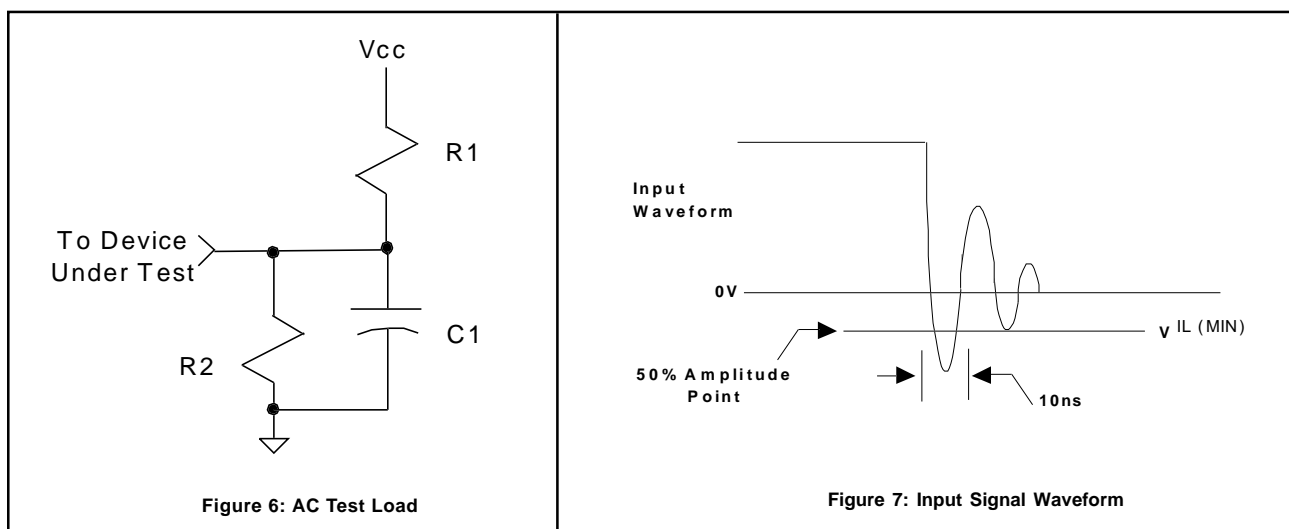 Vcc
R1
To Device
Under Test
C1
R2
Figure 6: AC Test Load
Input
Waveform
0V
V IL (MIN)
50% Amplitude
Point
10ns
Figure 7: Input Signal Waveform